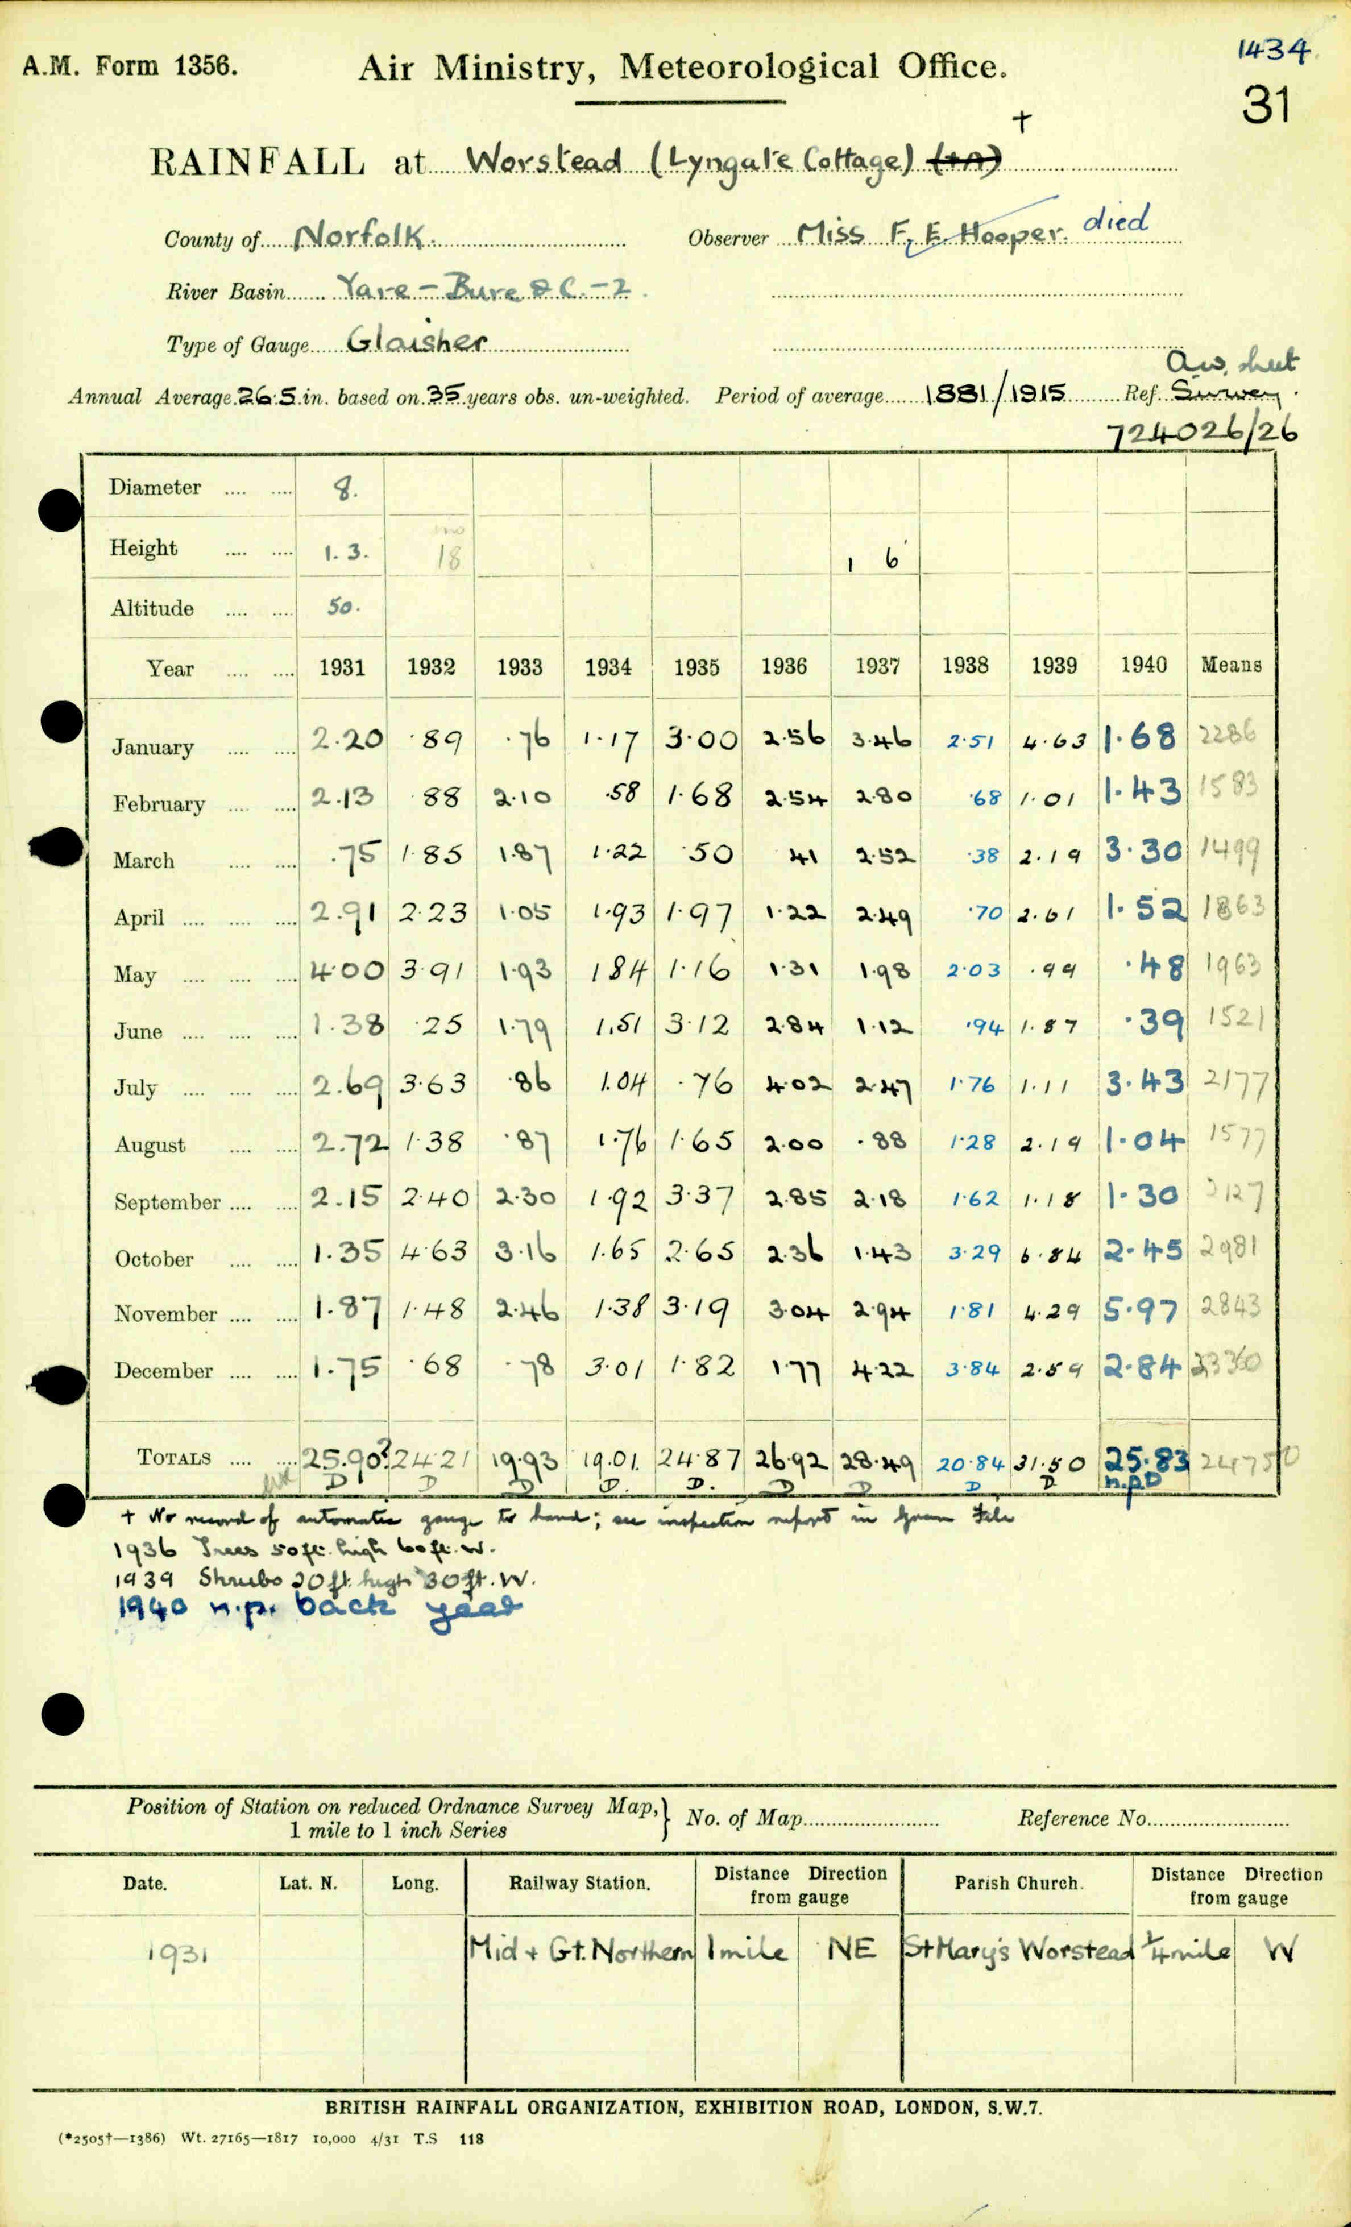 1434
A.M. Form 1356. Air Ministry, Meteorological Office.
31
†
RAINFALL at Worstead (Lyngate Cottage)
County of Norfolk. Observer Miss F. E. Hooper. died
River Basin Yare - Bure &C. - 2
Type of Gauge Glaisher
Annual Average 26.5 in. based on 35 years obs. un-weighted. Period of average 1881/1915 Ref. Survey
724026/26
Diameter 8.
Height 1. 3. 18 1 6
Altitude 50.
Year 1931 1932 1933 1934 1935 1936 1937 1938 1939 1940 Means
January 2.20 .89 .76 1.17 3.00 2.56 3.46 2.51 4.63 1.68 2286
February 2.13 .88 2.10 .58 1.68 2.54 2.80 .68 1.01 1.43 1583
March .75 1.85 1.87 1.22 .50 41 2.52 .38 2.19 3.30 1499
April 2.91 2.23 1.05 1.93 1.97 1.22 2.49 .70 2.61 1.52 1863
May 4.00 3.91 1.93 1 84 1.16 1.31 1.98 2.03 .99 .48 1963
June 1.38 .25 1.79 1.51 3.12 2.84 1.12 .94 1.87 .39 1521
July 2.69 3.63 .86 1.04 .76 4.02 2.47 1.76 1.11 3.43 2177
August 2.72 1.38 .87 1.76 1.65 2.00 .88 1.28 2.19 1.04 1577
September 2.15 2.40 2.30 1.92 3.37 2.85 2.18 1.62 1.18 1.30 2127
October 1.35 4.63 3.16 1.65 2.65 2.36 1.43 3.29 6.84 2.45 2981
November 1.87 1.48 2.46 1.38 3.19 3.04 2.94 1.81 4.29 5.97 2843
December 1.75 .68 .78 3.01 1.82 1.77 4.22 3.84 2.59 2.84
TOTALS 25.90? 24.21 19.93 19.01 24.87 26.92 28.49 20.84 31.50 25.83
D D D D. D. D D D D n.p.D
† No record of automatic gauge to hand; see inspection report in Green File
1936 Trees 50ft. high 60ft. W.
1939 Shrubs 20ft. high 30ft. W.
1940 n.p. back year
Position of Station on reduced Ordnance Survey Map, 1 mile to 1 inch Series } No. of Map Reference No.
Date. Lat. N. Long. Railway Station. Distance Direction from gauge Parish Church. Distance Direction from gauge
1931 Mid + Gt. Northern 1 mile NE St Mary's Worstead ¼ mile W
BRITISH RAINFALL ORGANIZATION, EXHIBITION ROAD, LONDON, S.W.7.
(*2505†—1386) Wt. 27165—1817 10,000 4/31 T.S 118